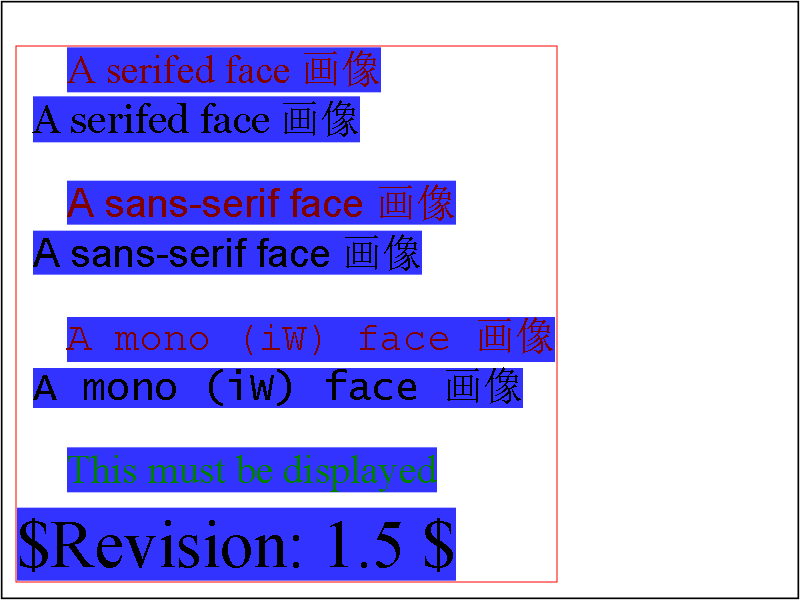 A serifed face 画像
A serifed face 画像
A sans-serif face 画像
A sans-serif face 画像
A mono (iW) face 画像
A mono (iW) face 画像
This must be displayed
$Revision: 1.5 $